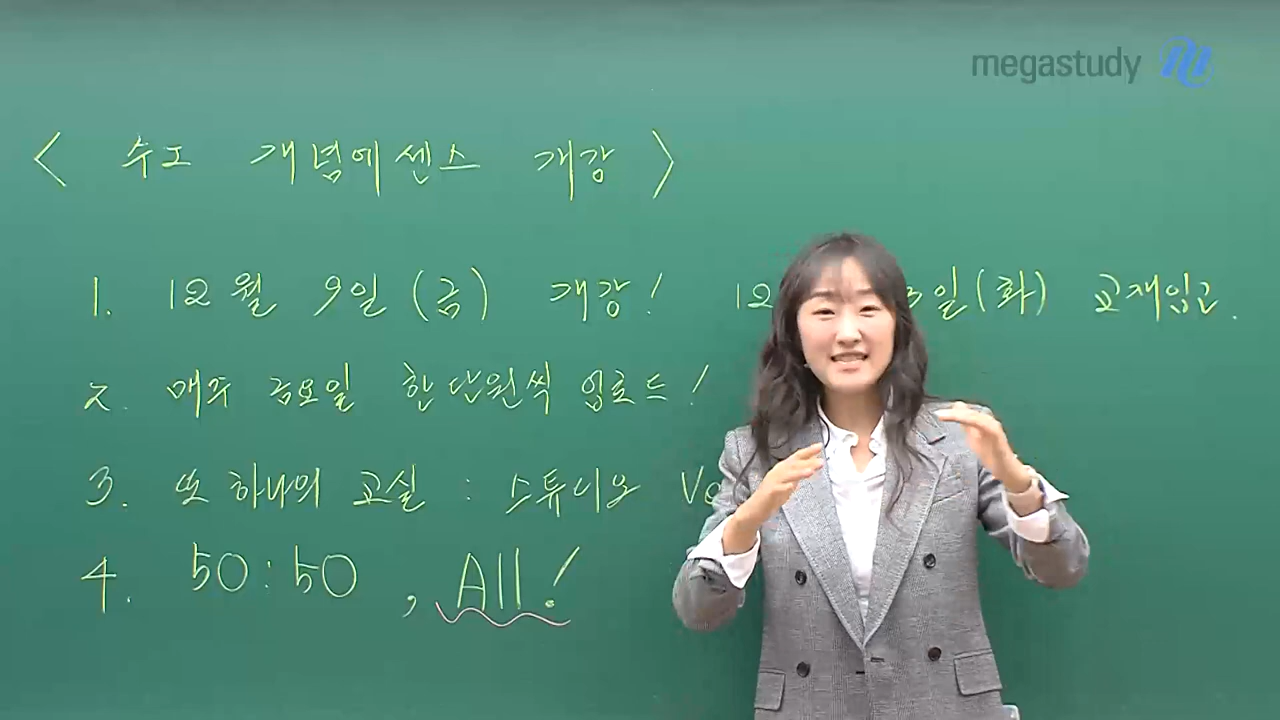 megastudy
< 수고 개념에센스 개강 >
1. 12월 9일(금) 개강! 12 3일(화) 교재입고.
2. 매주 금요일 한 단원씩 업로드!
3. 또 하나의 교실 : 스튜디오
4. 50:50 , All!